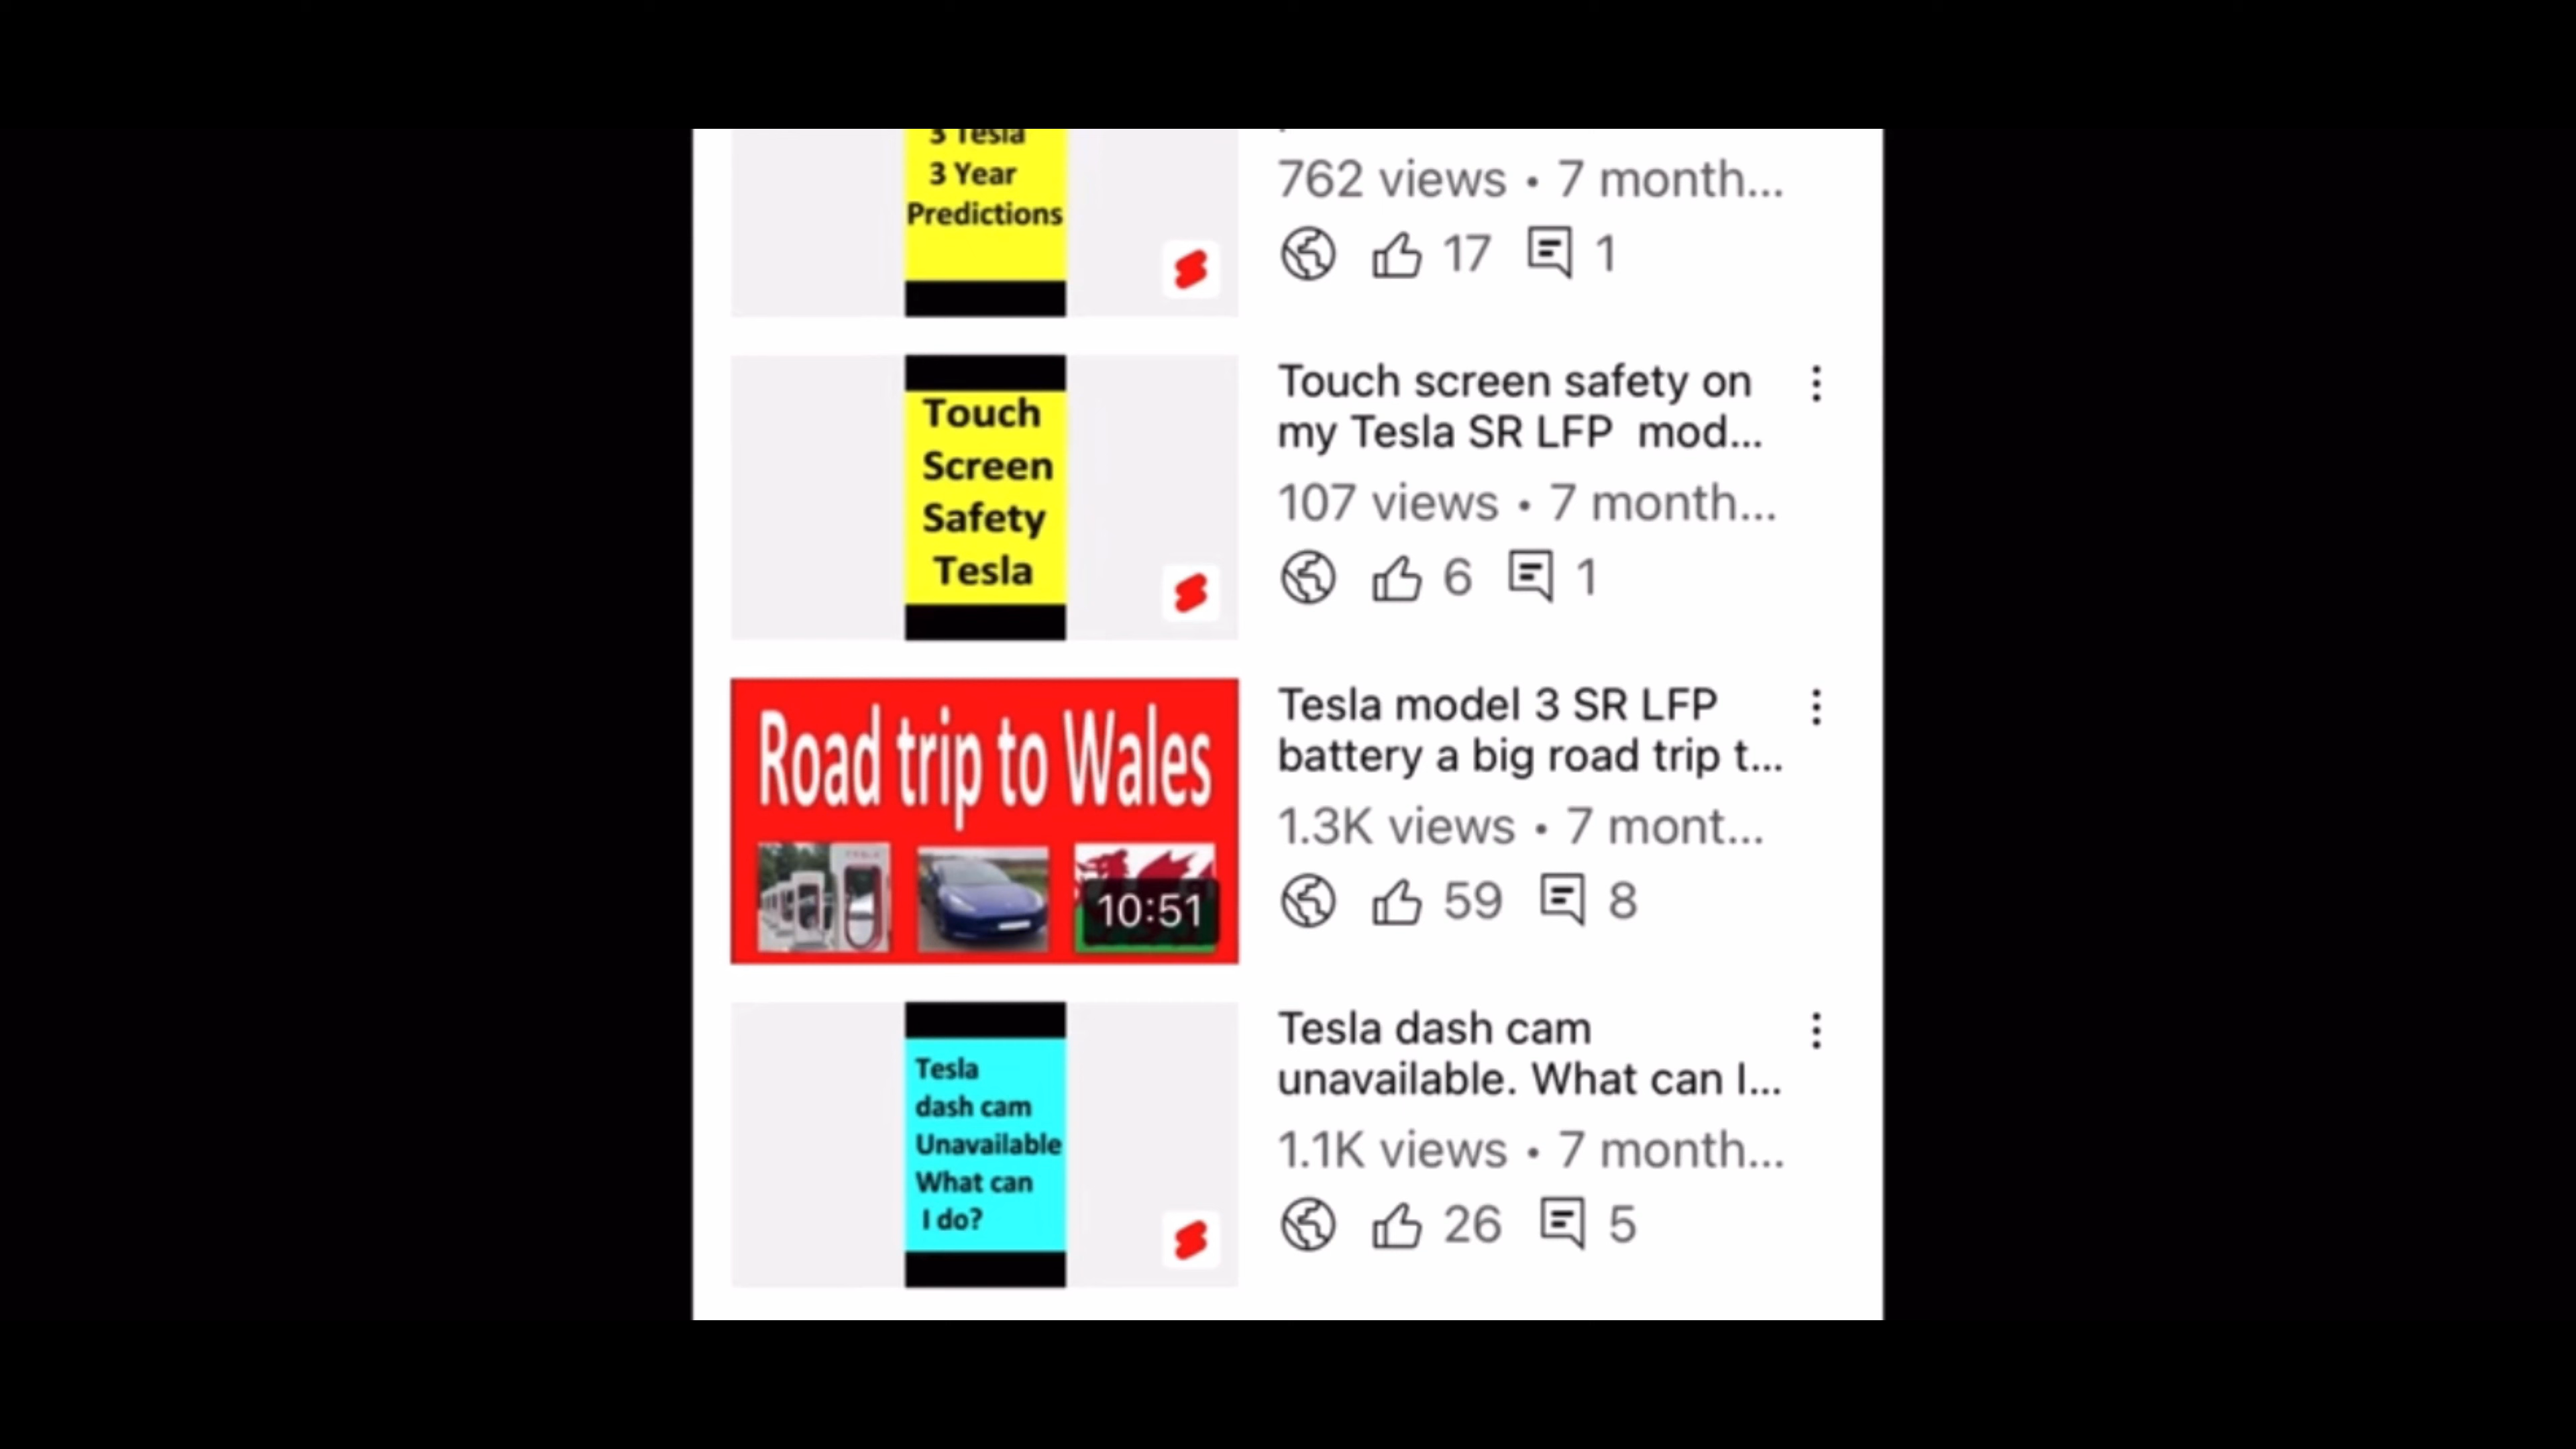 3 Tesla
3 Year
Predictions
762 views • 7 month...
17 1
Touch
Screen
Safety
Tesla
Touch screen safety on
my Tesla SR LFP mod...
107 views • 7 month...
6 1
Road trip to Wales
10:51
Tesla model 3 SR LFP
battery a big road trip t...
1.3K views • 7 mont...
59 8
Tesla
dash cam
Unavailable
What can
I do?
Tesla dash cam
unavailable. What can I...
1.1K views • 7 month...
26 5